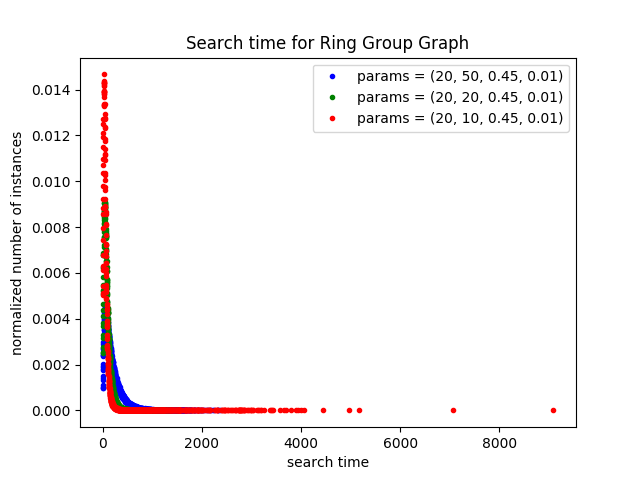 Search time for Ring Group Graph
params = (20, 50, 0.45, 0.01)
params = (20, 20, 0.45, 0.01)
params = (20, 10, 0.45, 0.01)
normalized number of instances
0.014
0.012
0.010
0.008
0.006
0.004
0.002
0.000
0 2000 4000 6000 8000
search time